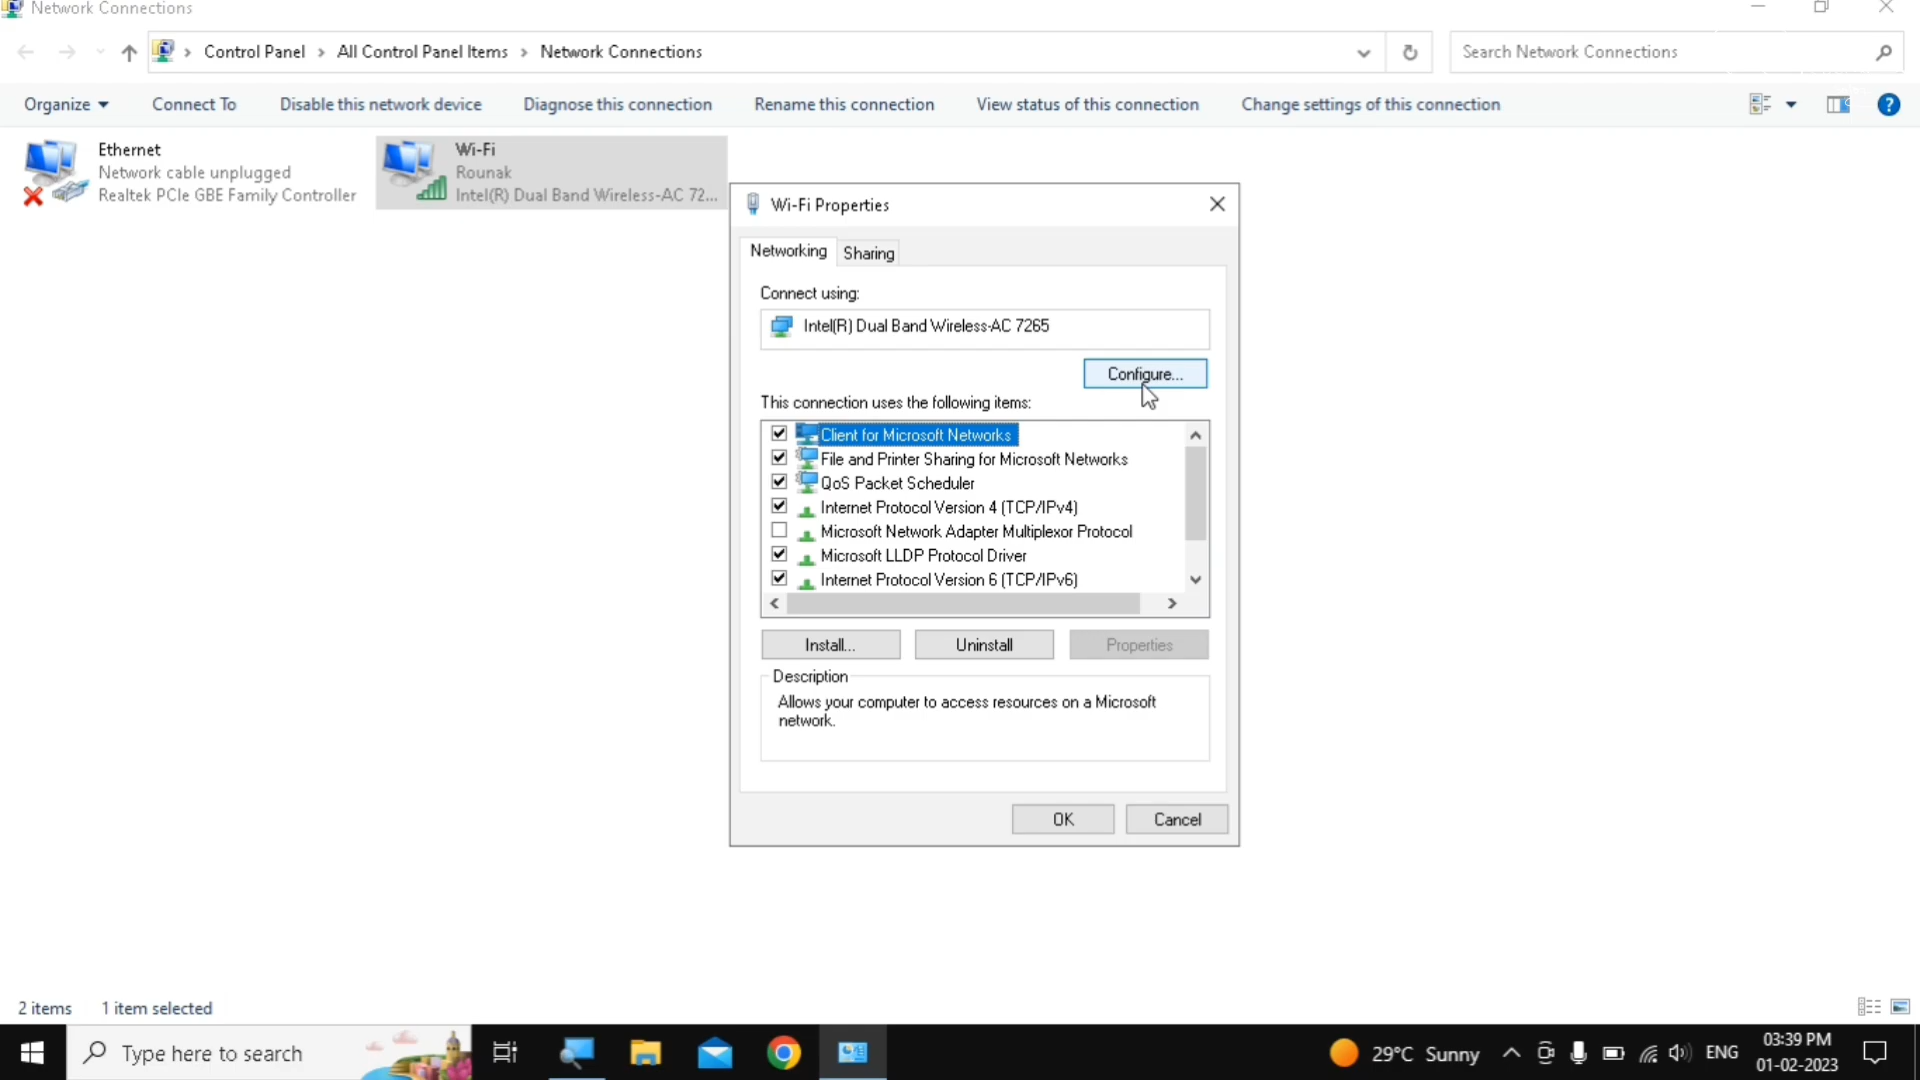 Network Connections
Control Panel > All Control Panel Items > Network Connections
Search Network Connections
Organize
Connect To
Disable this network device
Diagnose this connection
Rename this connection
View status of this connection
Change settings of this connection
Ethernet
Network cable unplugged
Realtek PCIe GBE Family Controller
Wi-Fi
Rounak
Intel(R) Dual Band Wireless-AC 72...
Wi-Fi Properties
Networking
Sharing
Connect using:
Intel(R) Dual Band Wireless-AC 7265
Configure...
This connection uses the following items:
Client for Microsoft Networks
File and Printer Sharing for Microsoft Networks
QoS Packet Scheduler
Internet Protocol Version 4 (TCP/IPv4)
Microsoft Network Adapter Multiplexor Protocol
Microsoft LLDP Protocol Driver
Internet Protocol Version 6 (TCP/IPv6)
Install...
Uninstall
Properties
Description
Allows your computer to access resources on a Microsoft
network.
OK
Cancel
2 items
1 item selected
Type here to search
29°C Sunny
ENG
03:39 PM
01-02-2023